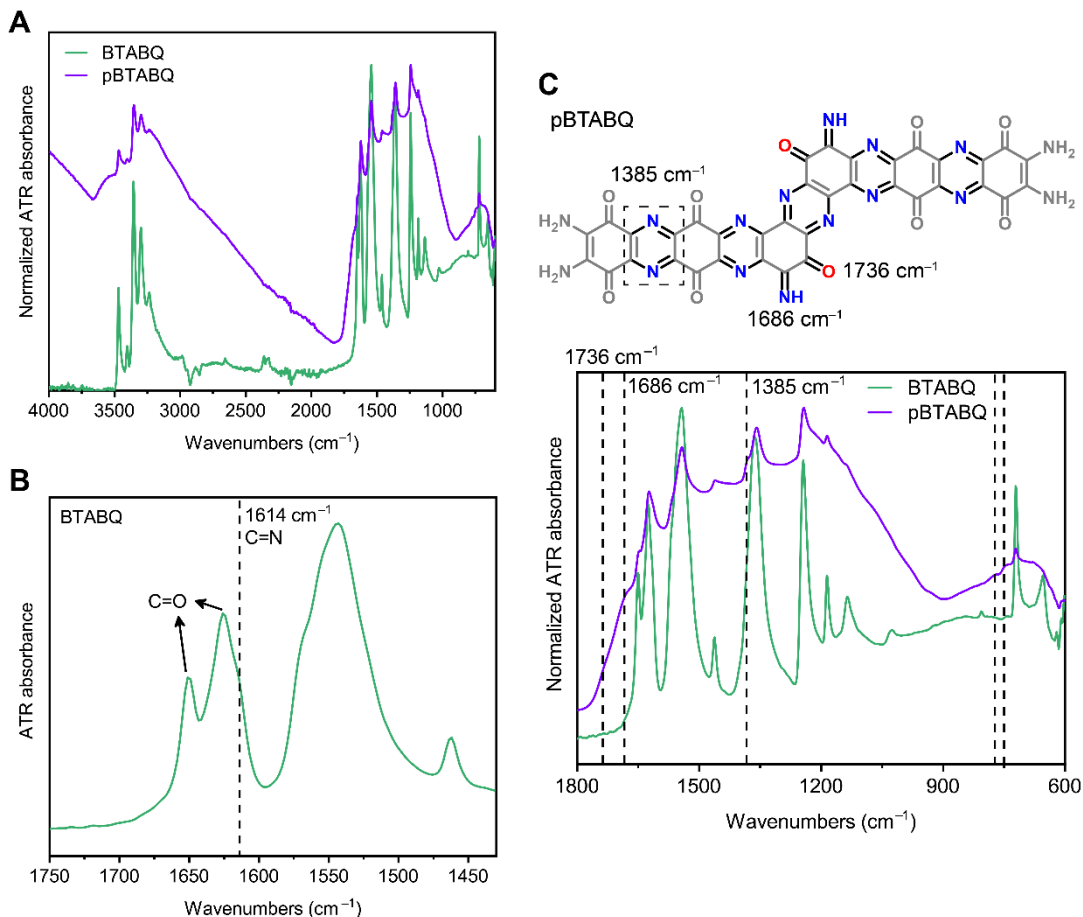 A
BTABQ
pBTABQ
Normalized ATR absorbance
4000 3500 3000 2500 2000 1500 1000
Wavenumbers (cm⁻¹)
B
BTABQ
1614 cm⁻¹
C=N
C=O
ATR absorbance
1750 1700 1650 1600 1550 1500 1450
Wavenumbers (cm⁻¹)
C
pBTABQ
NH
O
O
O
N
N
N
NH₂
1385 cm⁻¹
N
N
N
NH₂
O
O
O
O
N
O
O
H₂N
N
N
N
H₂N
N
N
O
O
O
1736 cm⁻¹
NH
1686 cm⁻¹
1736 cm⁻¹
1686 cm⁻¹
1385 cm⁻¹
BTABQ
pBTABQ
Normalized ATR absorbance
1800 1500 1200 900 600
Wavenumbers (cm⁻¹)